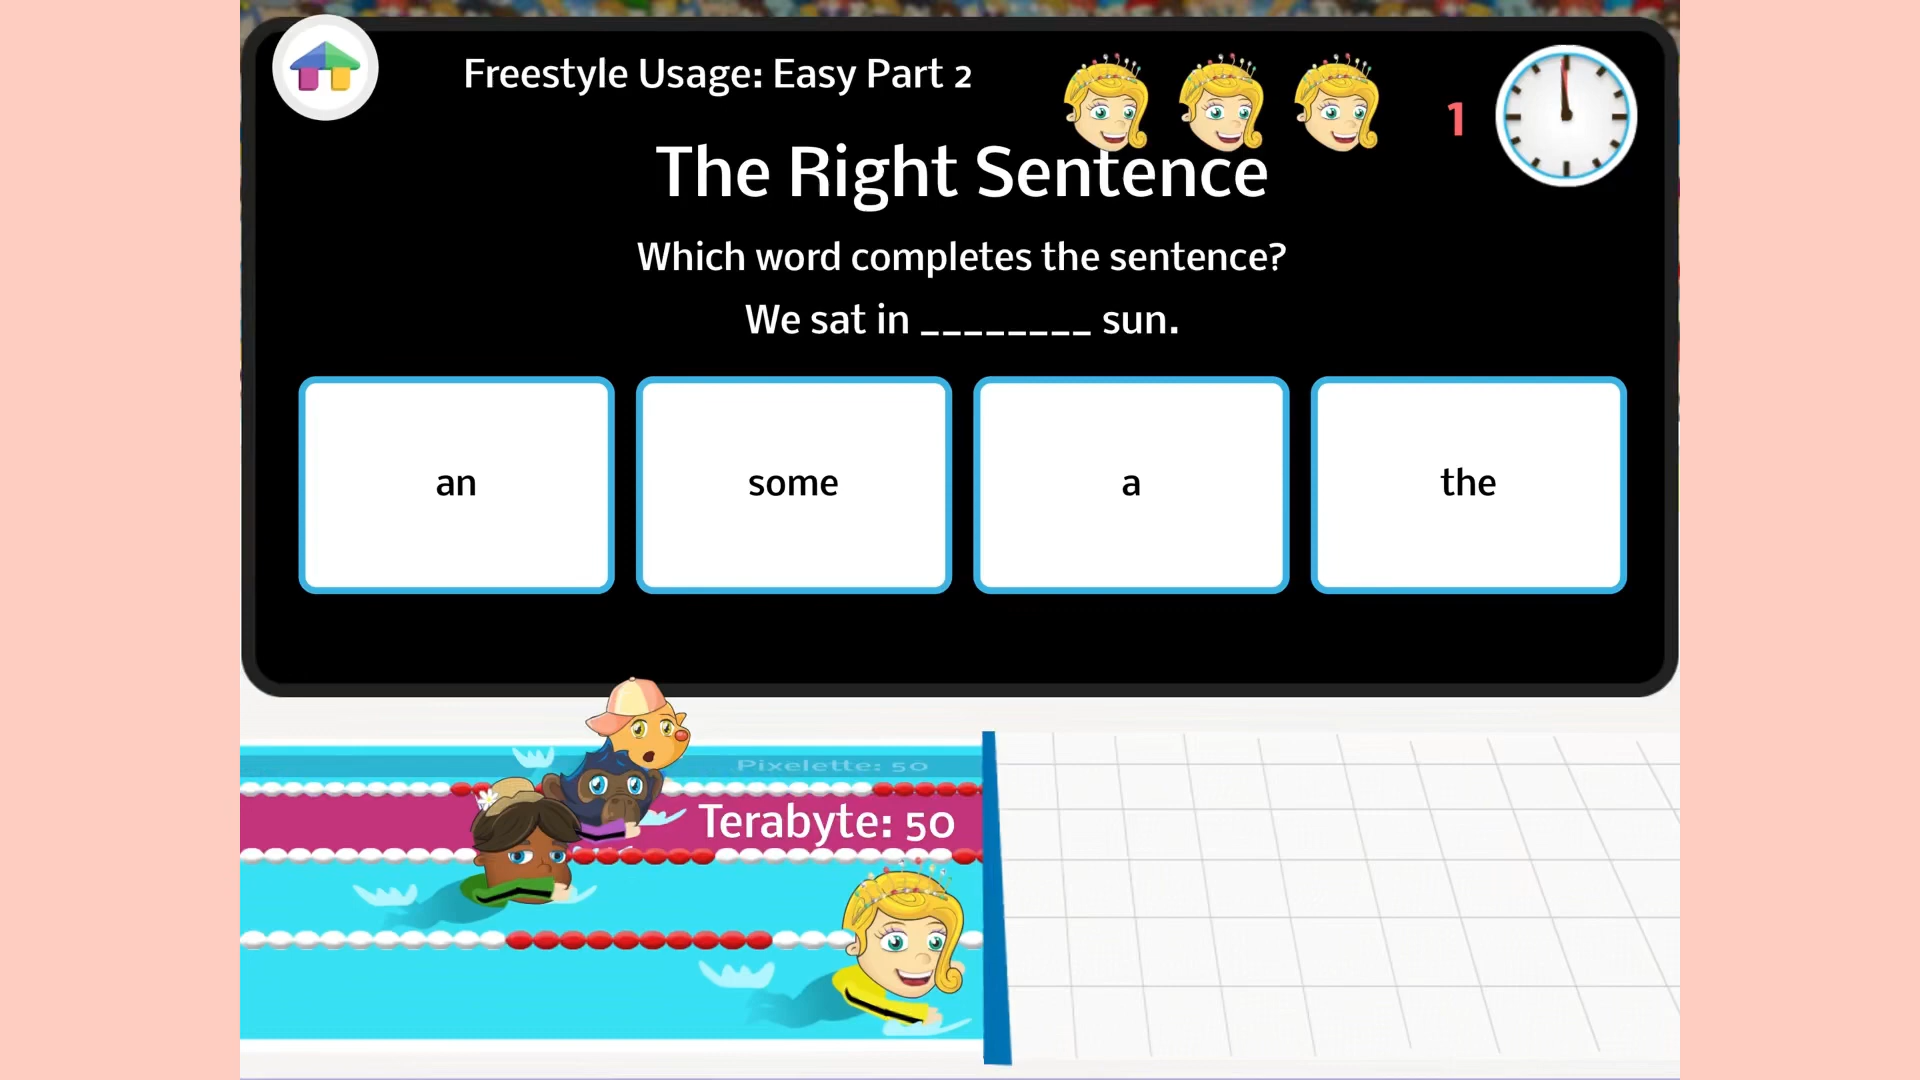 Freestyle Usage: Easy Part 2
1
The Right Sentence
Which word completes the sentence?
We sat in ________ sun.
an
some
a
the
Pixelette: 50
Terabyte: 50